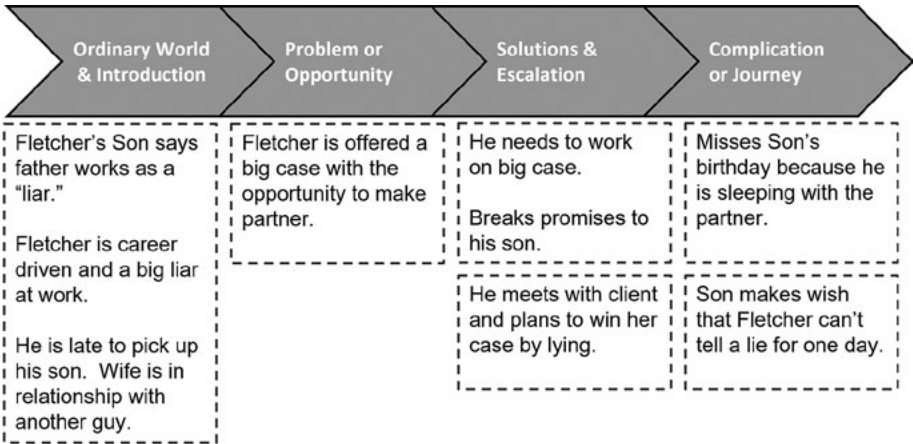 Ordinary World
& Introduction
Problem or
Opportunity
Solutions &
Escalation
Complication
or Journey
Fletcher's Son says
father works as a
"liar."
Fletcher is career
driven and a big liar
at work.
He is late to pick up
his son.  Wife is in
relationship with
another guy.
Fletcher is offered a
big case with the
opportunity to make
partner.
He needs to work
on big case.
Breaks promises to
his son.
He meets with client
and plans to win her
case by lying.
Misses Son's
birthday because he
is sleeping with the
partner.
Son makes wish
that Fletcher can't
tell a lie for one day.